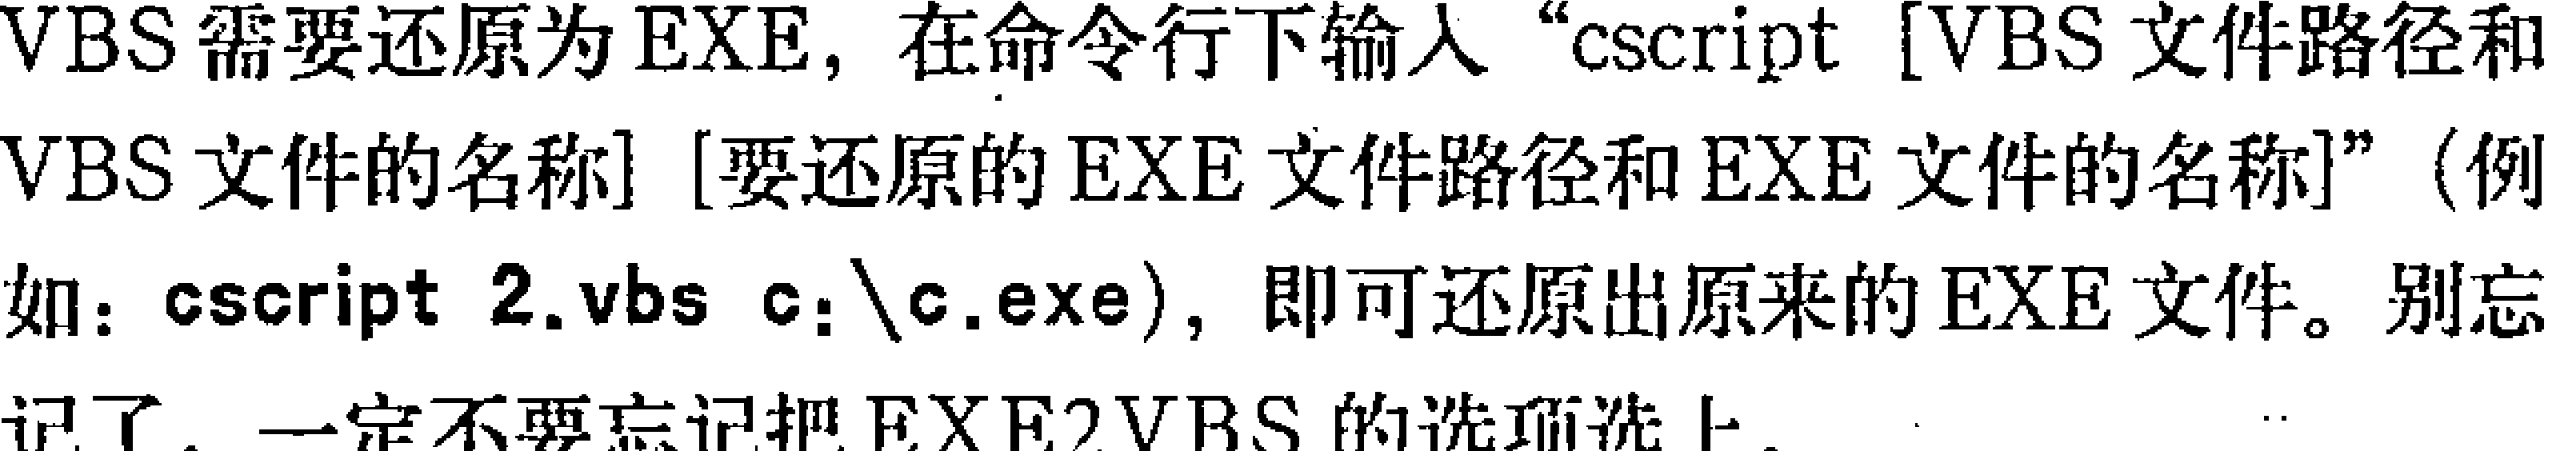 VBS 需要还原为 EXE，在命令行下输入 “cscript [VBS 文件路径和
VBS 文件的名称] [要还原的 EXE 文件路径和 EXE 文件的名称]”（例
如：cscript 2.vbs c:\c.exe)，即可还原出原来的 EXE 文件。别忘
记了，一定不要忘记把 EXE2VBS 的选项选上。